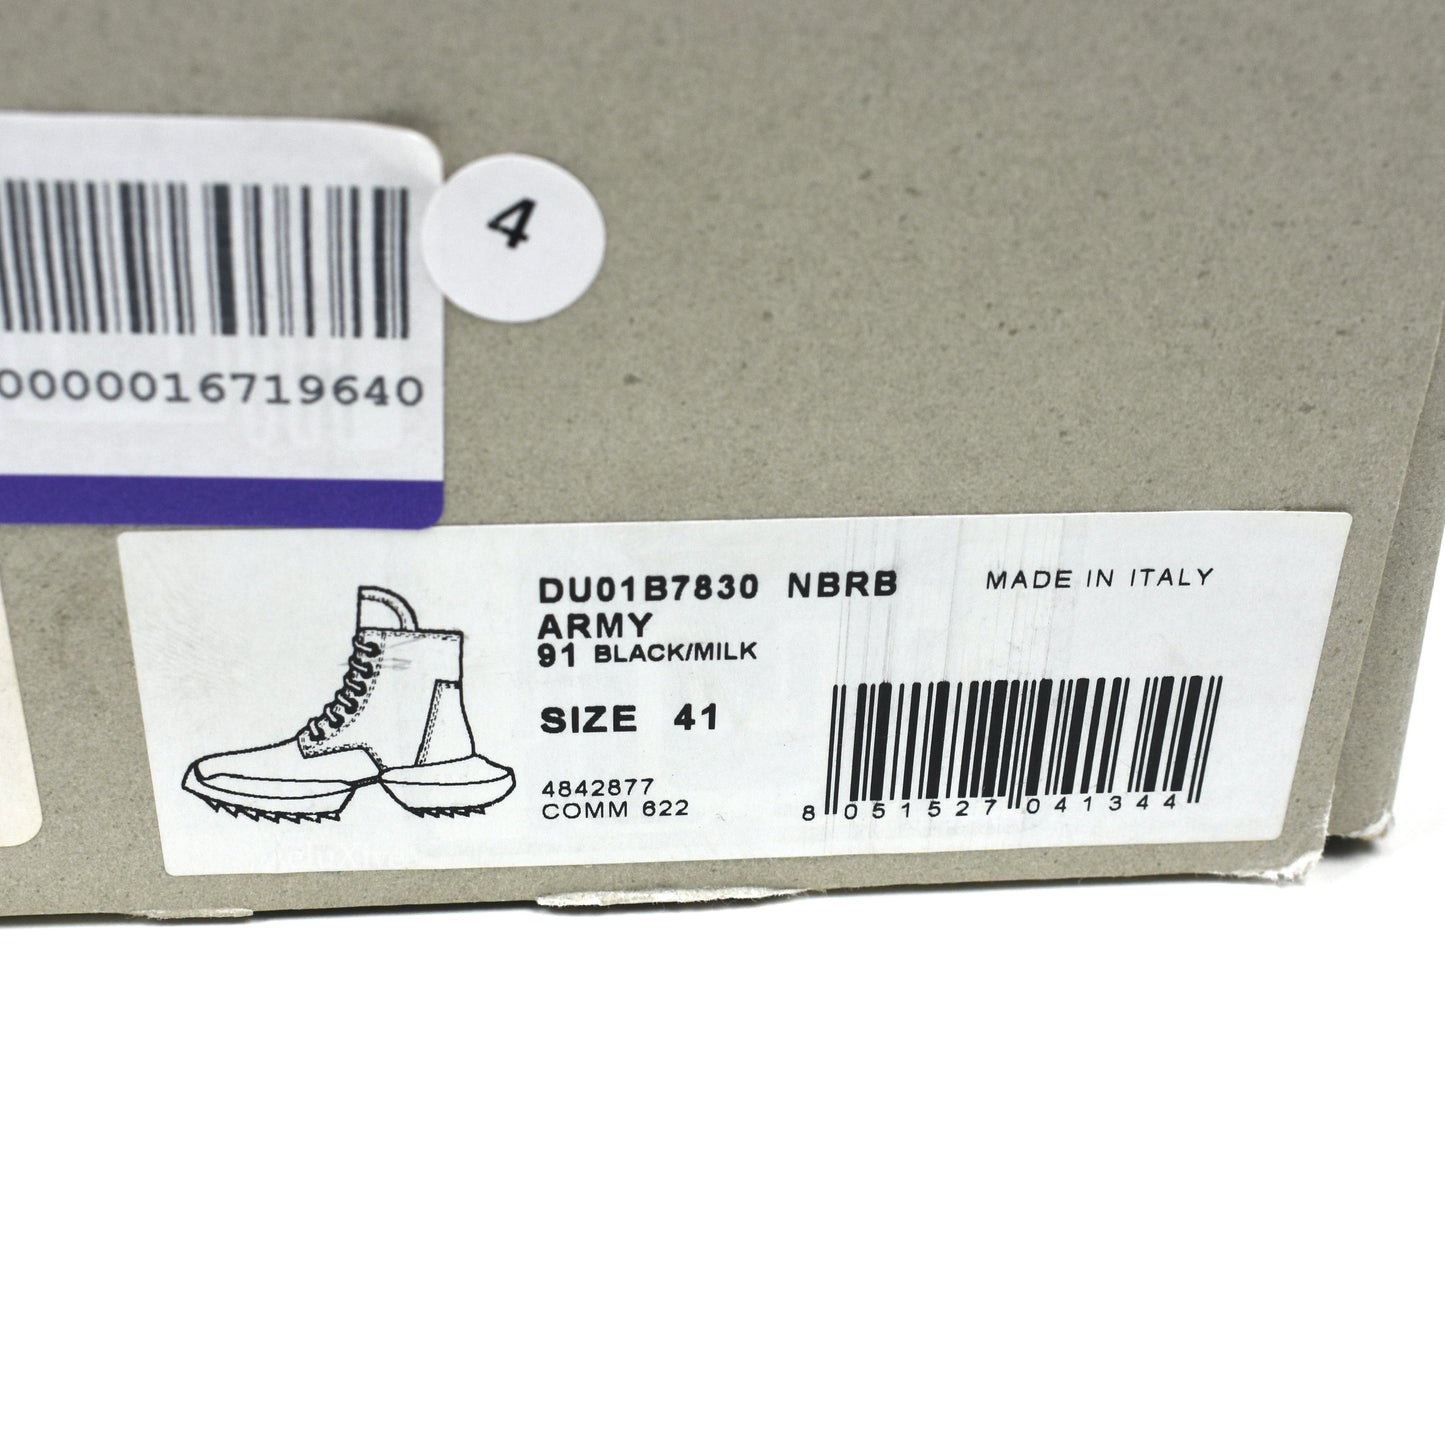 4
0000016719640
DU01B7830 NBRB
MADE IN ITALY
ARMY
91 BLACK/MILK
SIZE 41
4842877
COMM 622
8 051527 041344